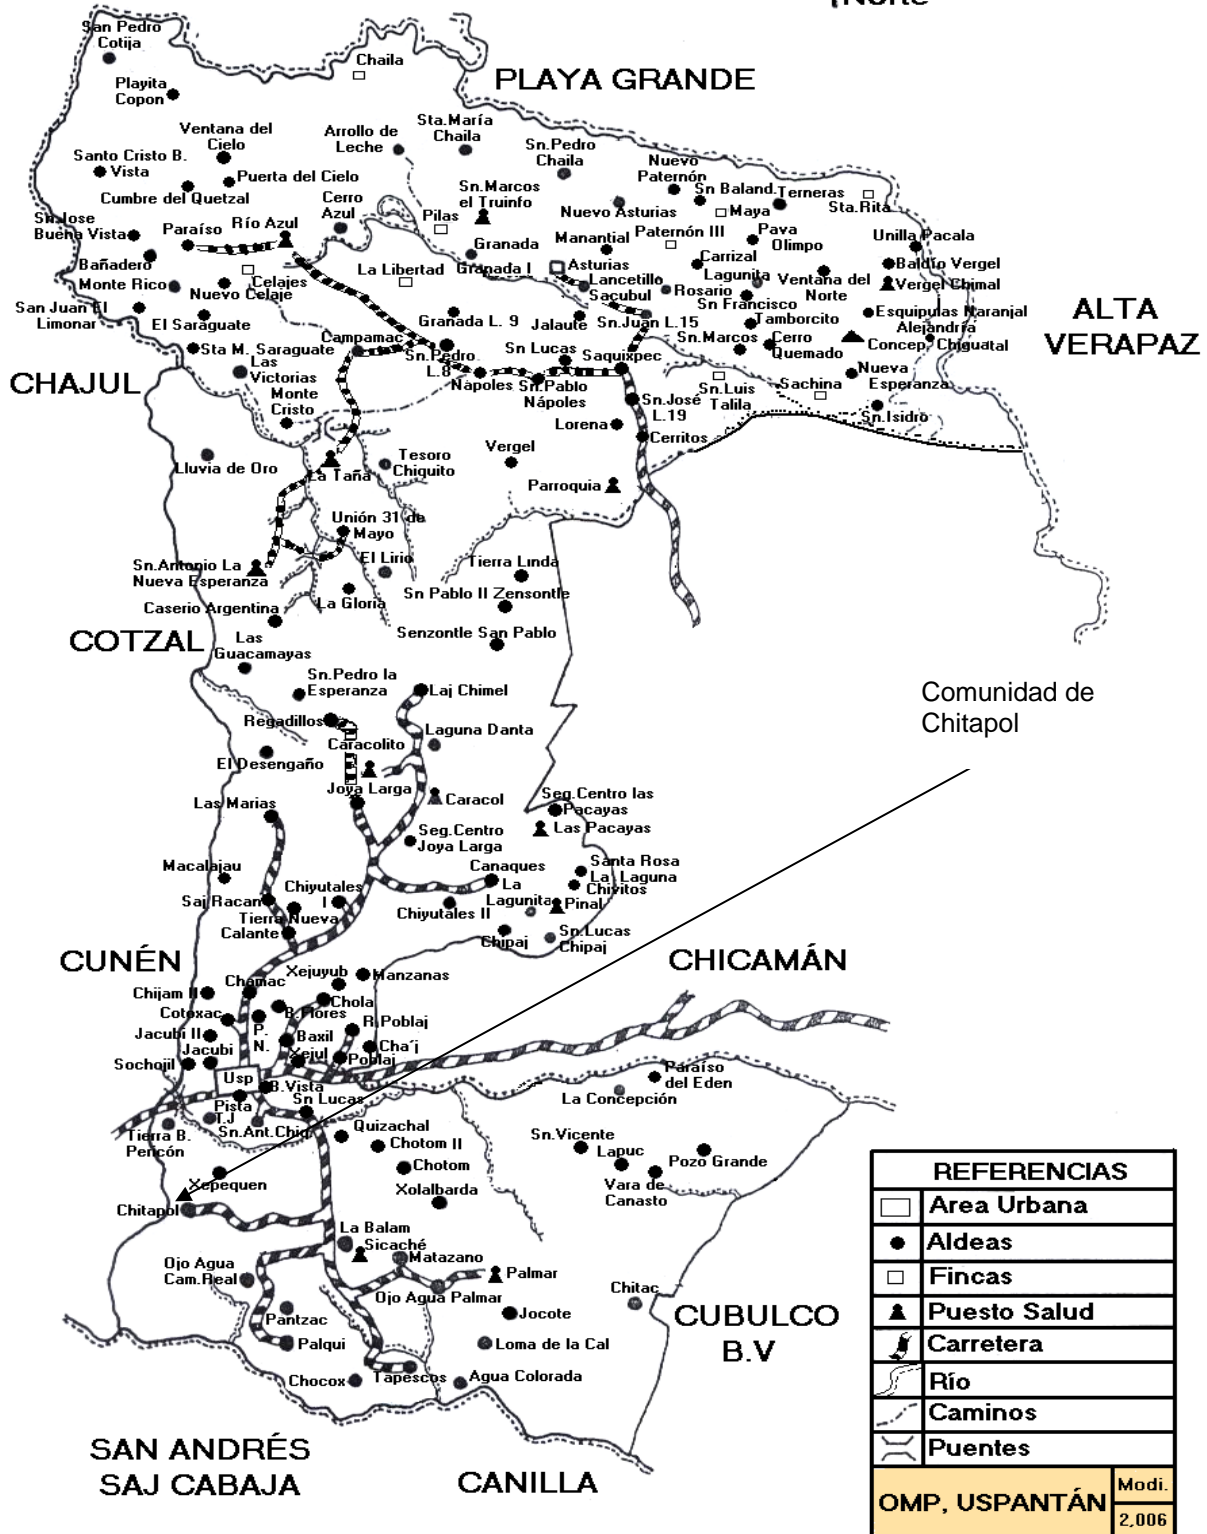 Norte
San Pedro
Cotija
Chaila
PLAYA GRANDE
Playita
Copon
Ventana del
Cielo
Arrollo de
Leche
Sta.María
Chaila
Sn.Pedro
Chaila
Nuevo
Paternón
Santo Cristo B.
Vista
Puerta del Cielo
Cumbre del Quetzal
Cerro
Azul
Sn.Marcos
el Truinfo
Pilas
Nuevo Asturias
Sn Baland.
Terneras
Maya
Sta.Rita
Sn.Jose
Buena Vista
Paraíso
Río Azul
Granada
Manantial
Paternón III
Pava
Olimpo
Unilla Pacala
Bañadero
Celajes
La Libertad
Granada I
Asturias
Carrizal
Lagunita
Baldío Vergel
Monte Rico
Nuevo Celaje
Lancetillo
Sacubul
Rosario
Ventana del
Norte
Vergel Chimal
San Juan El
Limonar
El Saraguate
Granada L. 9
Jalaute
Sn.Juan L.15
Sn Francisco
Tamborcito
Esquipulas Naranjal
Alejandría
ALTA
VERAPAZ
Sta M. Saraguate
Campamac
Sn.Pedro
L.8
Sn Lucas
Saquixpec
Sn.Marcos
Cerro
Quemado
Concep. Chiguatal
CHAJUL
Las
Victorias
Monte
Cristo
Napoles
Sn.Pablo
Nápoles
Sn.José
L.19
Sn.Luis
Talila
Sachina
Nueva
Esperanza
Sn.Isidro
Lorena
Cerritos
Lluvia de Oro
La Taña
Tesoro
Chiquito
Vergel
Parroquia
Unión 31 de
Mayo
Sn.Antonio La
Nueva Esperanza
El Lirio
Tierra Linda
Caserio Argentina
La Gloria
Sn Pablo II Zensontle
COTZAL
Senzontle San Pablo
Las
Guacamayas
Sn.Pedro la
Esperanza
Laj Chimel
Comunidad de
Chitapol
Regadillos
Laguna Danta
El Desengaño
Caracolito
Las Marias
Joya Larga
Caracol
Seg.Centro las
Pacayas
Las Pacayas
Seg.Centro
Joya Larga
Macalajau
Canaques
Santa Rosa
La Laguna
Saj Racan
Chiyutales
I
La
Lagunita
Chivitos
Tierra Nueva
Chiyutales II
Pinal
Calante
Chipaj
Sn.Lucas
Chipaj
CUNÉN
CHICAMÁN
Xejuyub
Manzanas
Chijam II
Chamac
Chola
Cotoxac
B.Flores
R.Poblaj
Jacubi II
P.
N.
Baxil
Cha´j
Jacubi
Xejul
Poblaj
Sochojil
Usp
B.Vista
Paraíso
del Eden
Pista
Sn Lucas
La Concepción
T.J
Sn.Ant.Chiq.
Tierra B.
Pericón
Quizachal
Chotom II
Sn.Vicente
Lapuc
Pozo Grande
Xepequen
Chotom
Xolalbarda
Vara de
Canasto
Chitapol
La Balam
Sicaché
Matazano
Ojo Agua
Cam.Real
Palmar
Ojo Agua Palmar
Chitac
Pantzac
Jocote
CUBULCO
B.V
Palqui
Loma de la Cal
Chocox
Tapescos
Agua Colorada
SAN ANDRÉS
SAJ CABAJA
CANILLA
REFERENCIAS
Area Urbana
Aldeas
Fincas
Puesto Salud
Carretera
Río
Caminos
Puentes
OMP, USPANTÁN
Modi.
2,006